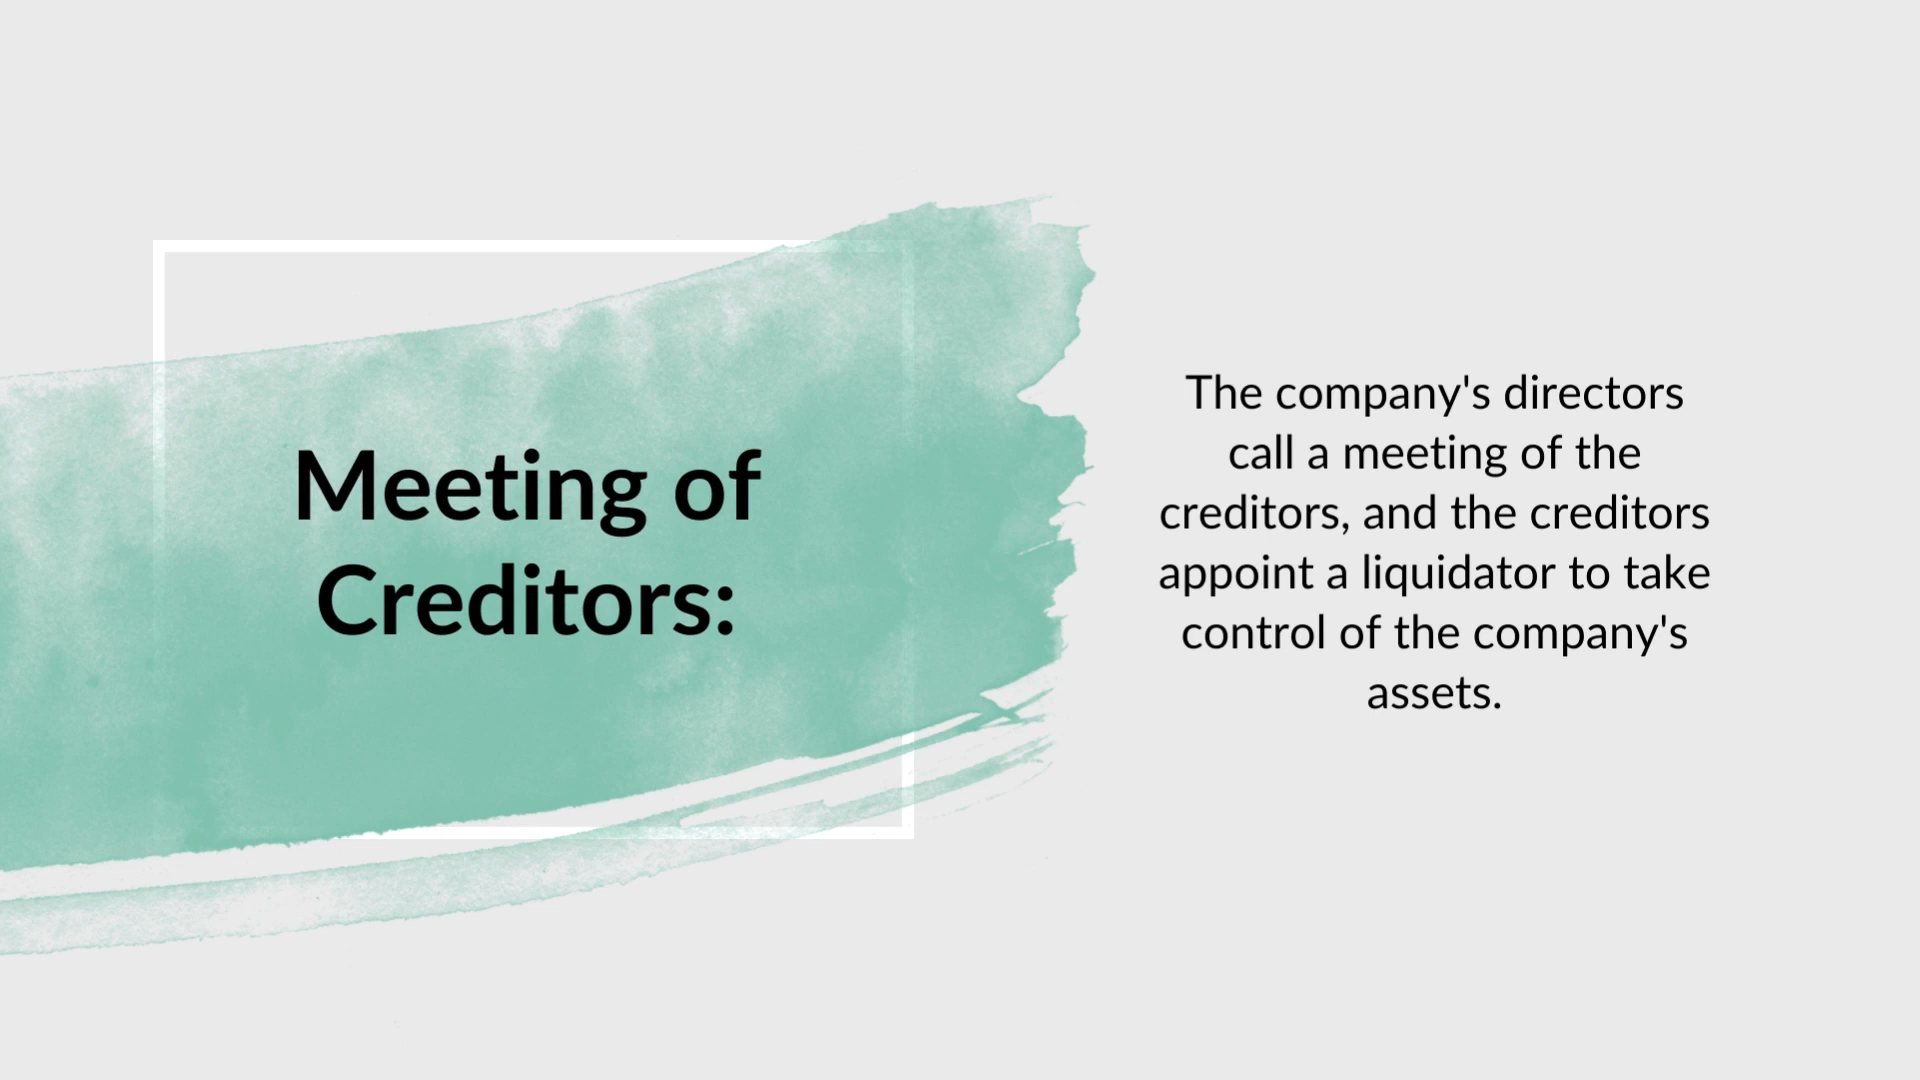 Meeting of
Creditors:
The company's directors
call a meeting of the
creditors, and the creditors
appoint a liquidator to take
control of the company's
assets.